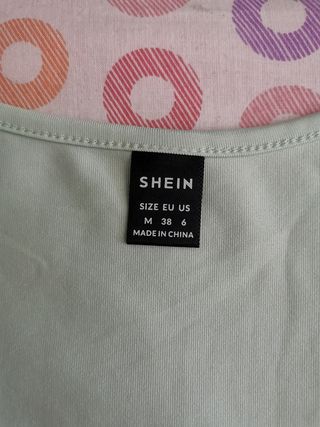 SHEIN
SIZE EU US
M 38 6
MADE IN CHINA